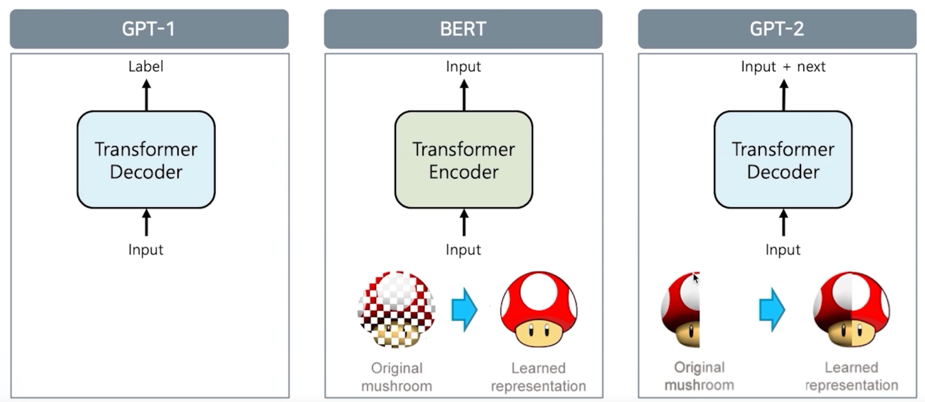 GPT-1
Label
Transformer
Decoder
Input
BERT
Input
Transformer
Encoder
Input
Original
mushroom
Learned
representation
GPT-2
Input + next
Transformer
Decoder
Input
Original
mushroom
Learned
representation